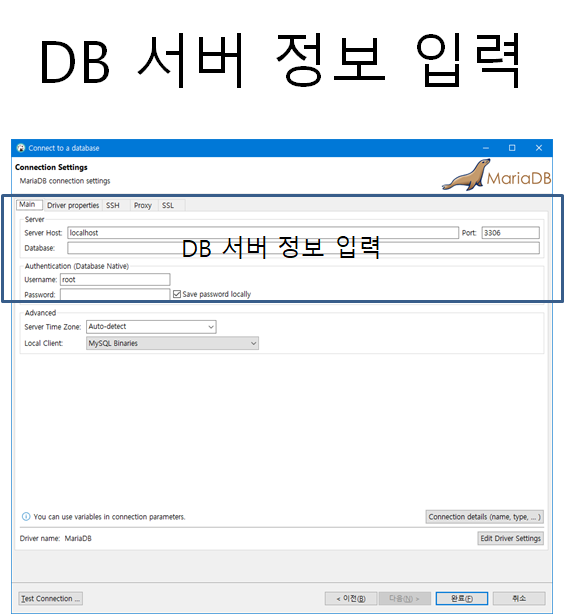 DB 서버 정보 입력
Connect to a database
Connection Settings
MariaDB connection settings
MariaDB
Main Driver properties SSH Proxy SSL
Server
Server Host: localhost Port: 3306
Database:
DB 서버 정보 입력
Authentication (Database Native)
Username: root
Password: Save password locally
Advanced
Server Time Zone: Auto-detect
Local Client: MySQL Binaries
You can use variables in connection parameters.
Connection details (name, type, ... )
Driver name: MariaDB
Edit Driver Settings
Test Connection ...
< 이전(B) 다음(N) > 완료(F) 취소